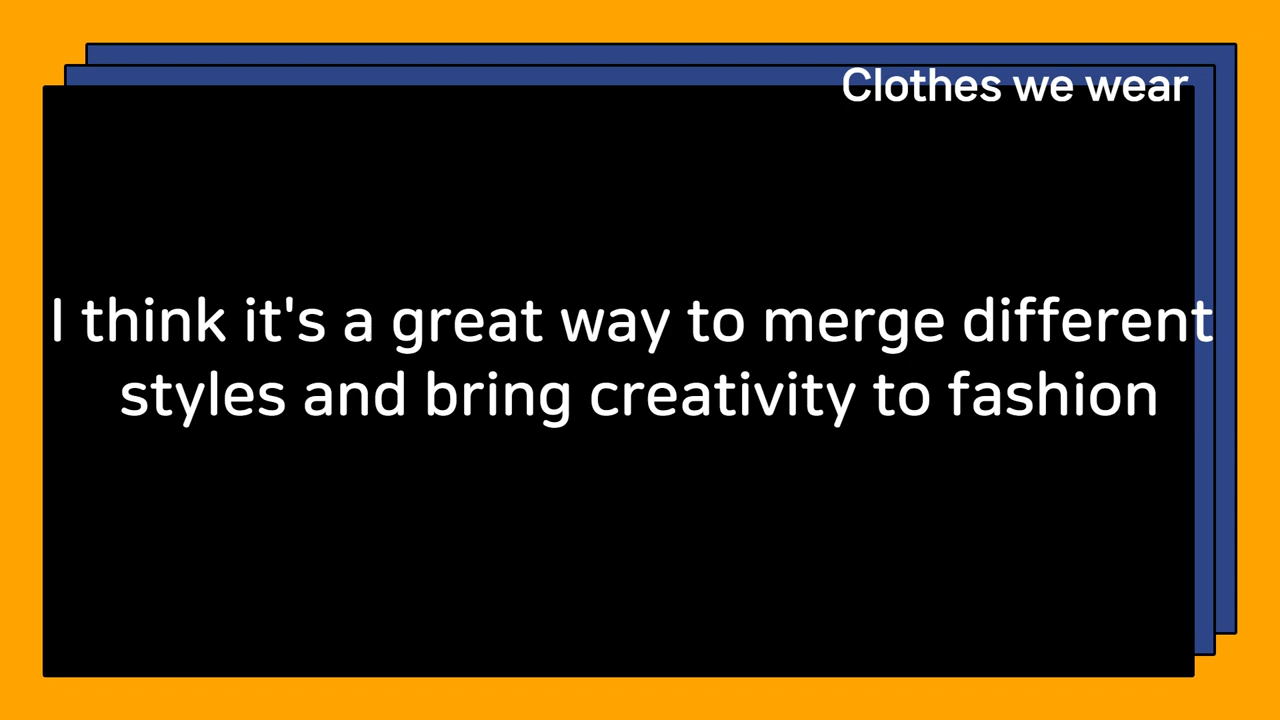 Clothes we wear
I think it's a great way to merge different
styles and bring creativity to fashion